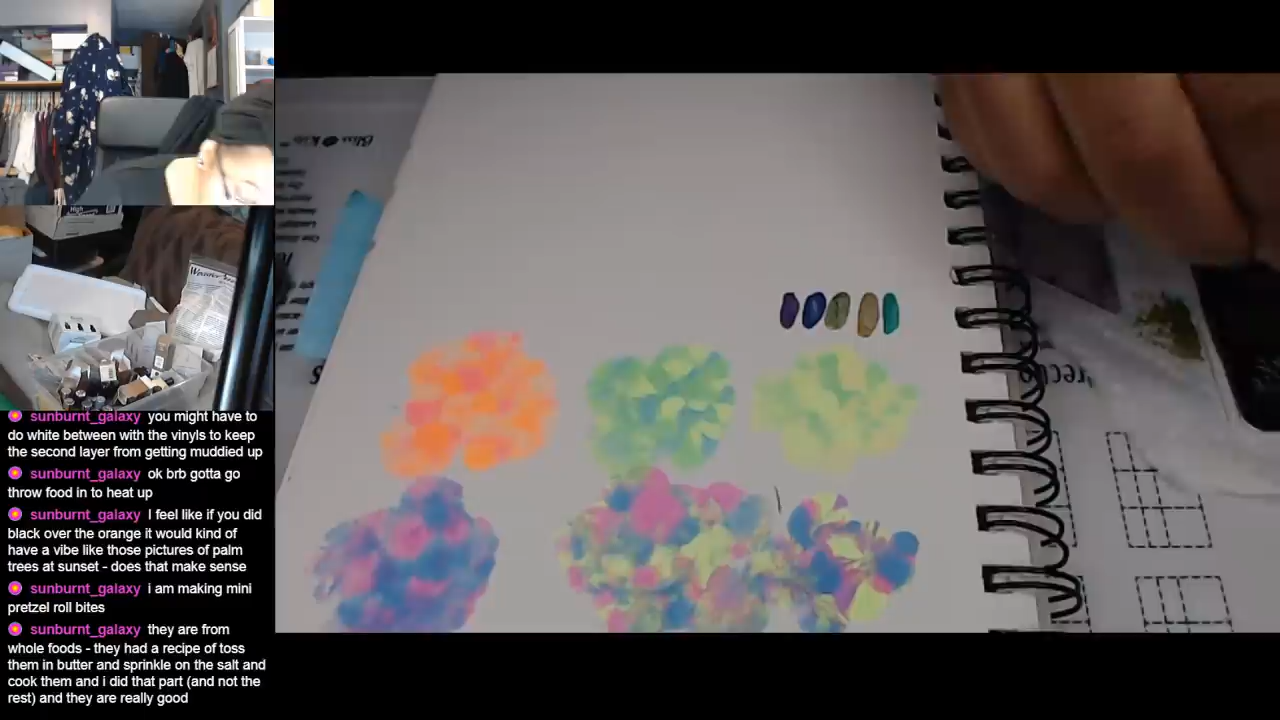 sunburnt_galaxy you might have to
do white between with the vinyls to keep
the second layer from getting muddied up
sunburnt_galaxy ok brb gotta go
throw food in to heat up
sunburnt_galaxy I feel like if you did
black over the orange it would kind of
have a vibe like those pictures of palm
trees at sunset - does that make sense
sunburnt_galaxy i am making mini
pretzel roll bites
sunburnt_galaxy they are from
whole foods - they had a recipe of toss
them in butter and sprinkle on the salt and
cook them and i did that part (and not the
rest) and they are really good
Bliss Kiss